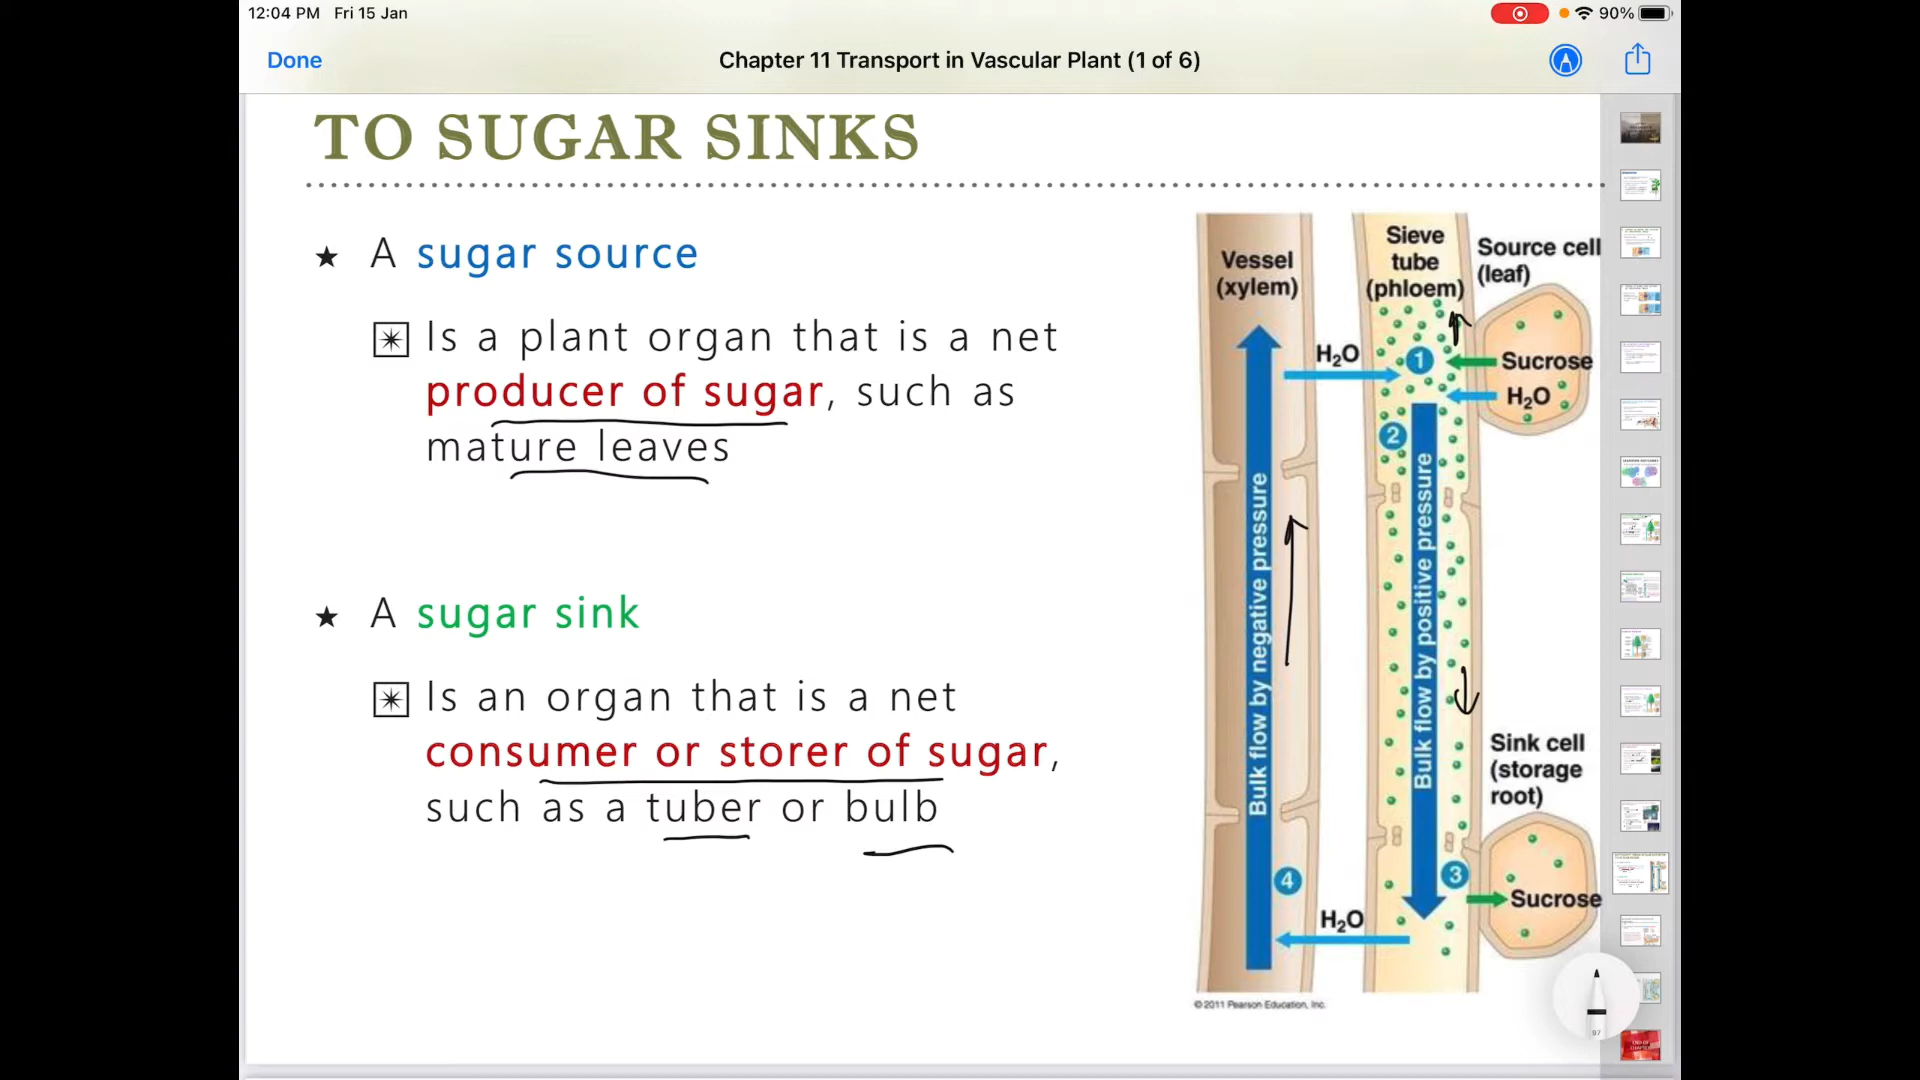 12:04 PM Fri 15 Jan
90%
Done
Chapter 11 Transport in Vascular Plant (1 of 6)
TO SUGAR SINKS
A sugar source
Is a plant organ that is a net
producer of sugar, such as
mature leaves
A sugar sink
Is an organ that is a net
consumer or storer of sugar,
such as a tuber or bulb
Vessel
(xylem)
Sieve
tube
(phloem)
Source cell
(leaf)
H₂O
1
Sucrose
H₂O
2
Bulk flow by negative pressure
Bulk flow by positive pressure
Sink cell
(storage
root)
4
3
Sucrose
H₂O
© 2011 Pearson Education, Inc.
97